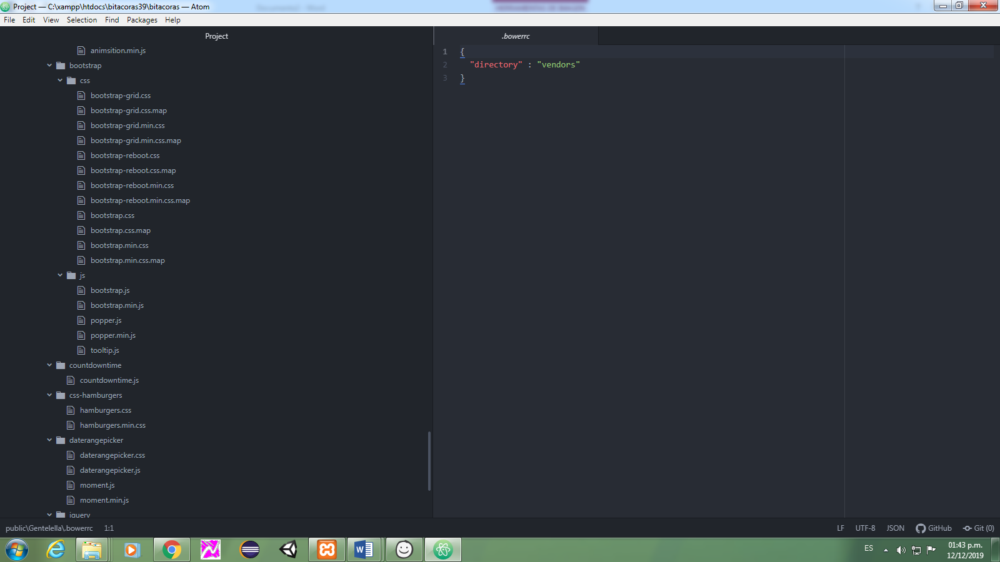 Project — C:\xampp\htdocs\bitacoras39\bitacoras — Atom
File Edit View Selection Find Packages Help
Project
animsition.min.js
bootstrap
css
bootstrap-grid.css
bootstrap-grid.css.map
bootstrap-grid.min.css
bootstrap-grid.min.css.map
bootstrap-reboot.css
bootstrap-reboot.css.map
bootstrap-reboot.min.css
bootstrap-reboot.min.css.map
bootstrap.css
bootstrap.css.map
bootstrap.min.css
bootstrap.min.css.map
js
bootstrap.js
bootstrap.min.js
popper.js
popper.min.js
tooltip.js
countdowntime
countdowntime.js
css-hamburgers
hamburgers.css
hamburgers.min.css
daterangepicker
daterangepicker.css
daterangepicker.js
moment.js
moment.min.js
jquery
.bowerrc
1 {
2 "directory" : "vendors"
3 }
public\Gentelella\.bowerrc 1:1
LF UTF-8 JSON GitHub Git (0)
ES
01:43 p.m.
12/12/2019